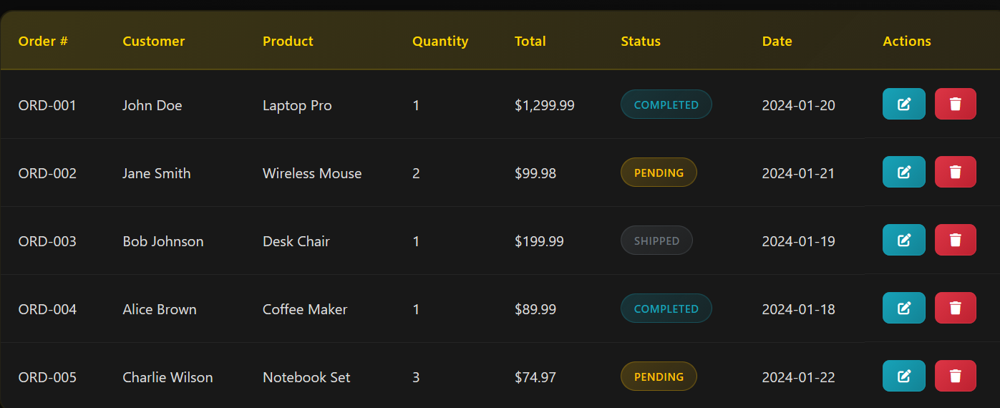 Order # Customer Product Quantity Total Status Date Actions
ORD-001 John Doe Laptop Pro 1 $1,299.99 COMPLETED 2024-01-20
ORD-002 Jane Smith Wireless Mouse 2 $99.98 PENDING 2024-01-21
ORD-003 Bob Johnson Desk Chair 1 $199.99 SHIPPED 2024-01-19
ORD-004 Alice Brown Coffee Maker 1 $89.99 COMPLETED 2024-01-18
ORD-005 Charlie Wilson Notebook Set 3 $74.97 PENDING 2024-01-22